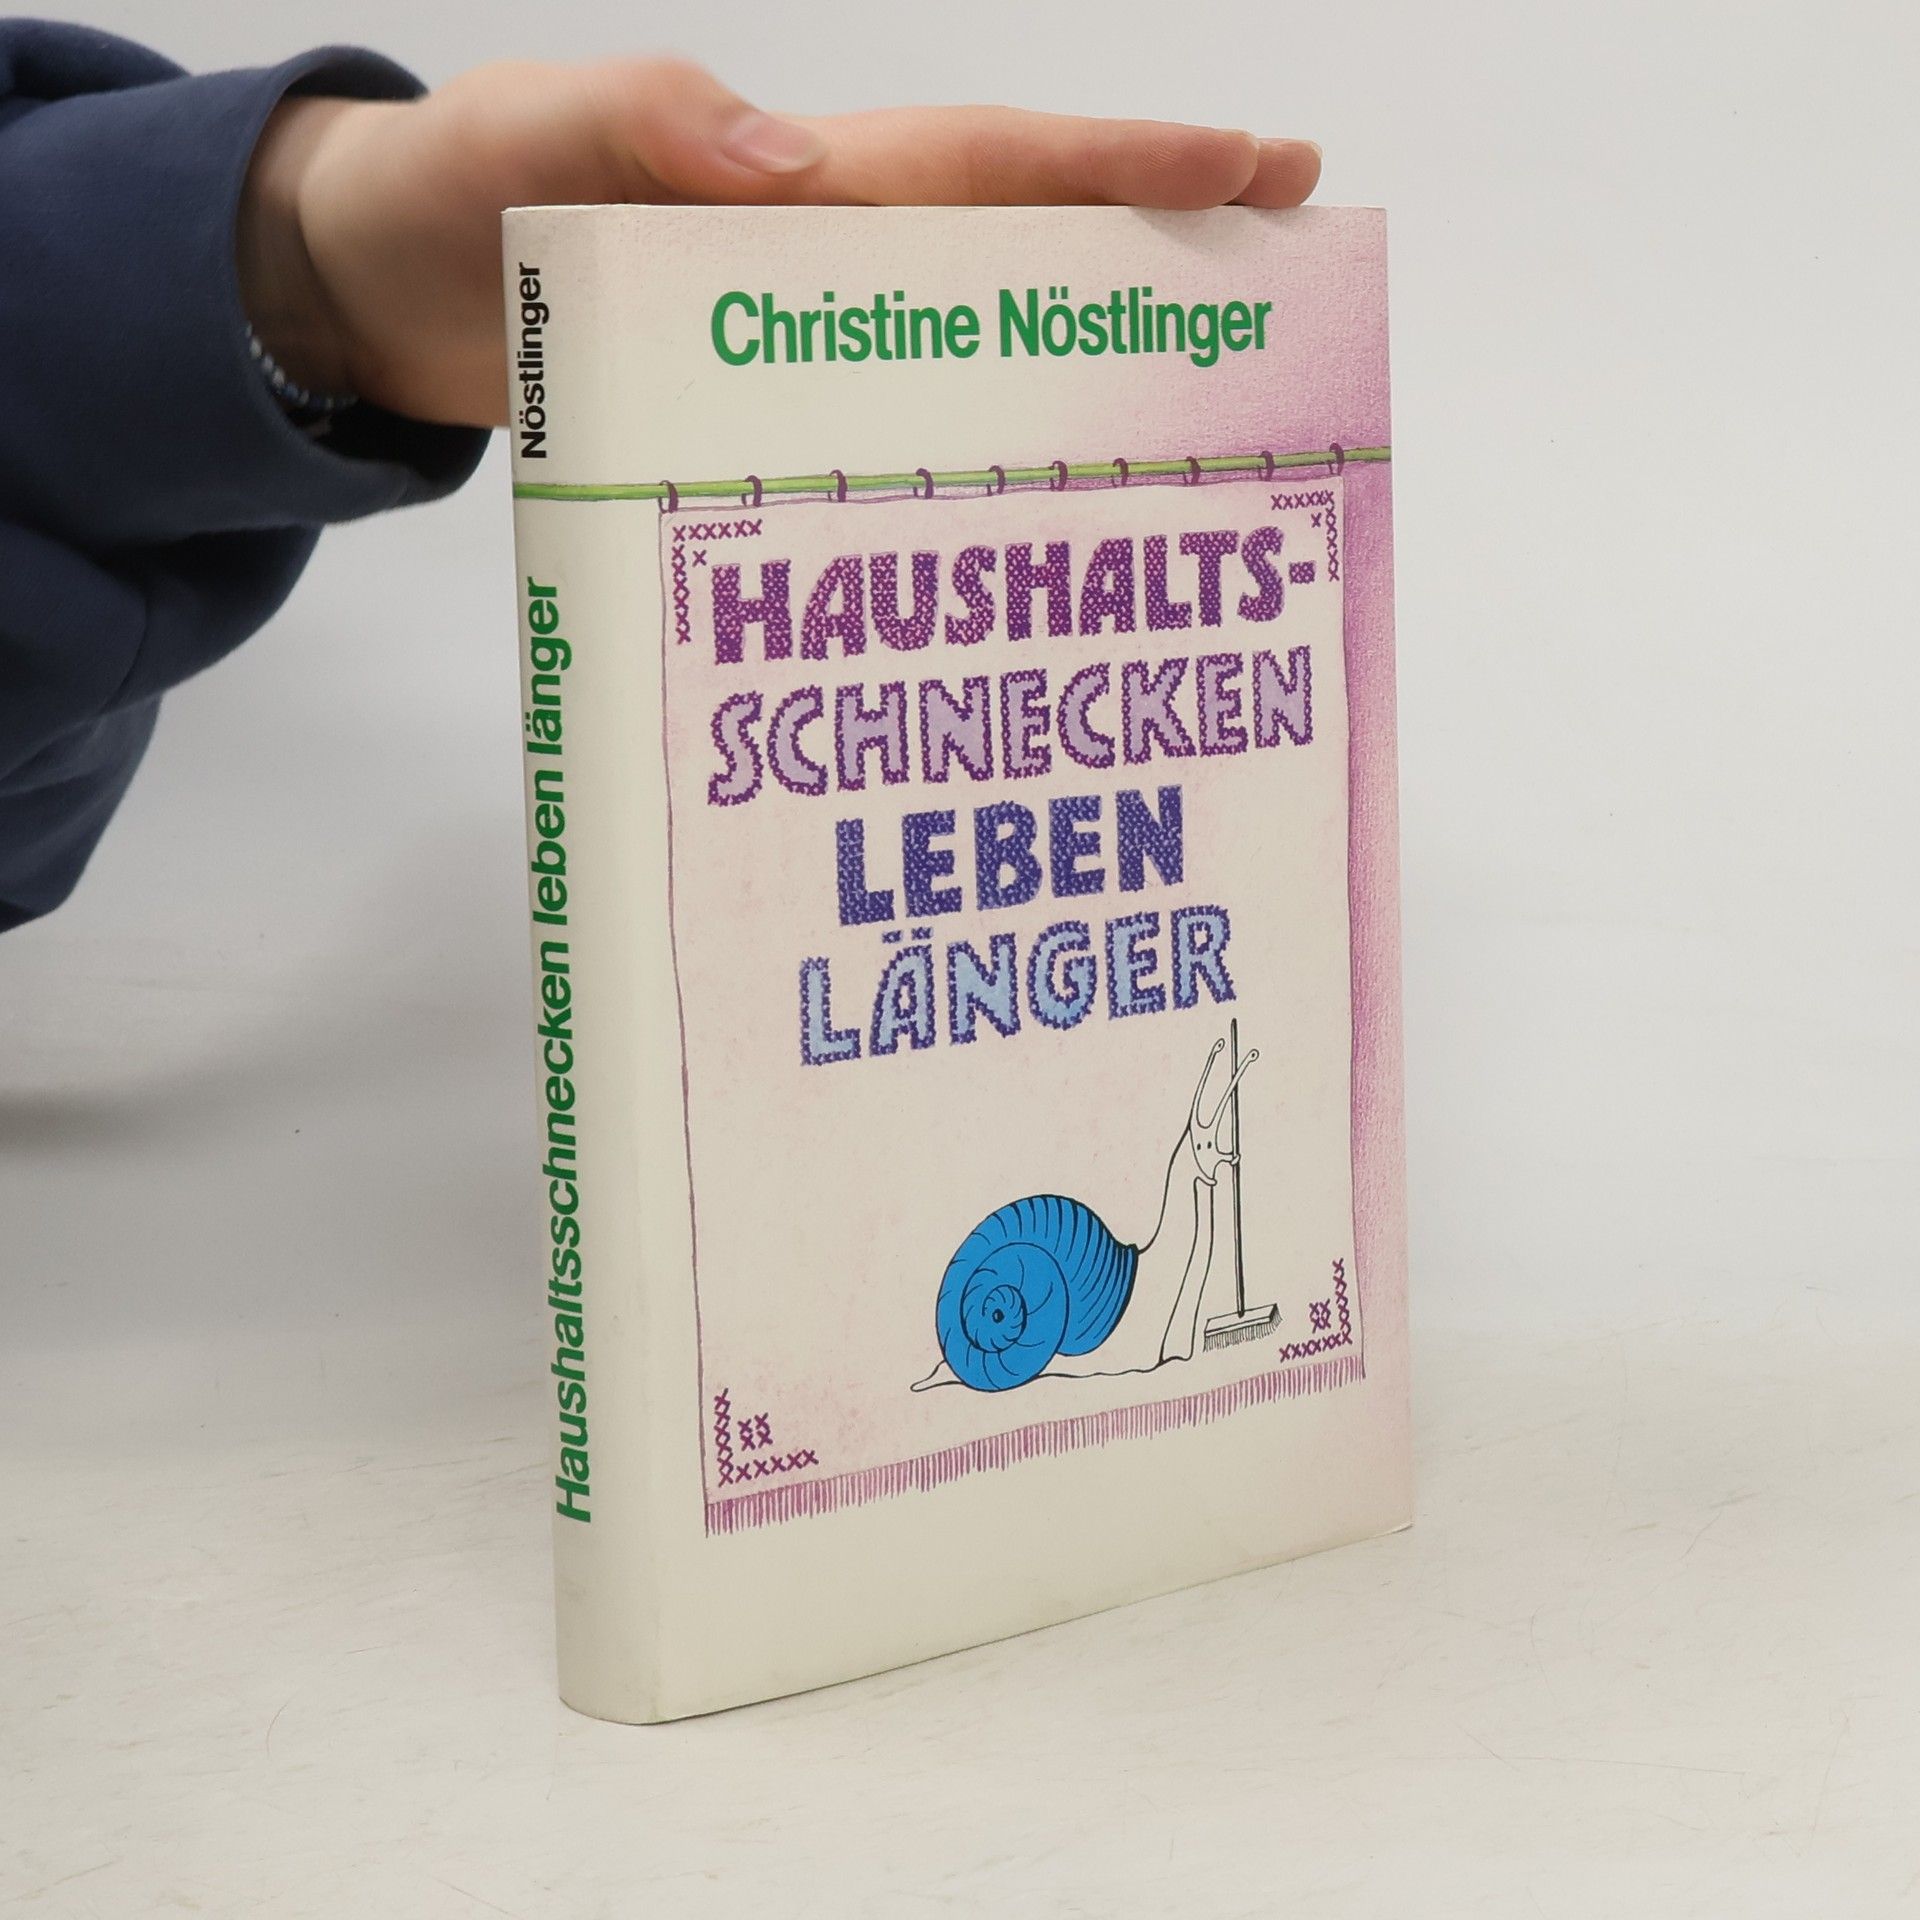 Christine Nöstlinger
HAUSHALTS-
SCHNECKEN
LEBEN
LÄNGER
Nöstlinger
Haushaltsschnecken leben länger